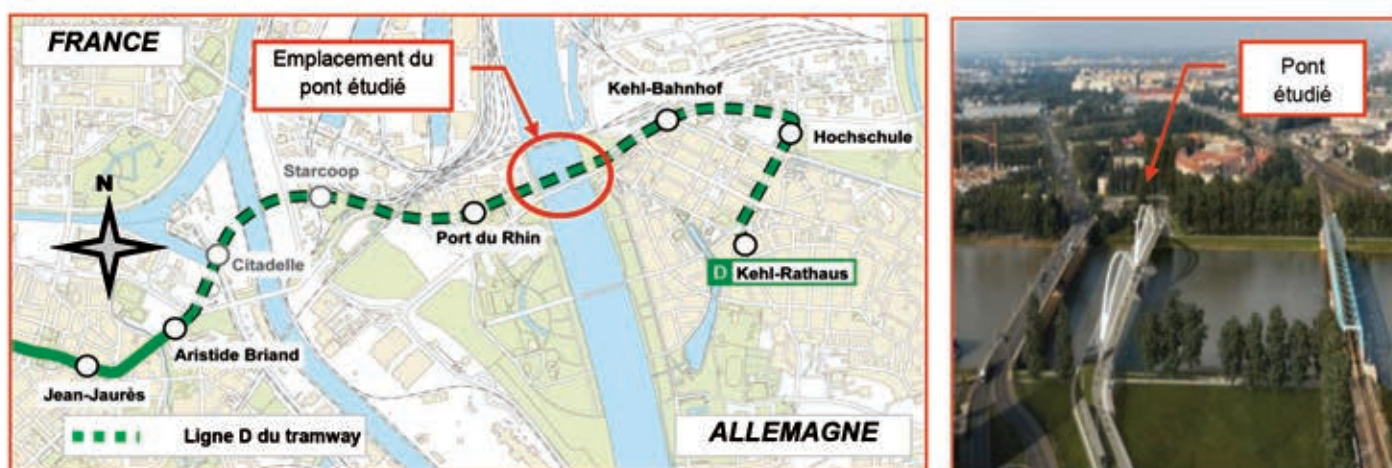 FRANCE
Emplacement du
pont étudié
Kehl-Bahnhof
Hochschule
Starcoop
N
Port du Rhin
Citadelle
D Kehl-Rathaus
Aristide Briand
Jean-Jaurès
Ligne D du tramway
ALLEMAGNE
Pont
étudié